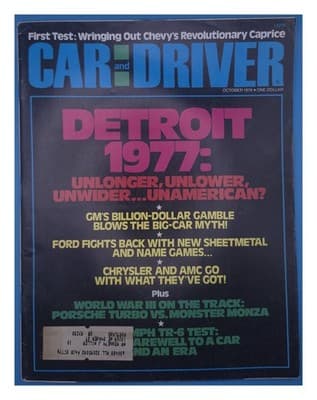 First Test: Wringing Out Chevy's Revolutionary Caprice
CAR and DRIVER
OCTOBER 1976 • ONE DOLLAR
DETROIT
1977:
UNLONGER, UNLOWER,
UNWIDER... UNAMERICAN?
GM'S BILLION-DOLLAR GAMBLE
BLOWS THE BIG-CAR MYTH!
FORD FIGHTS BACK WITH NEW SHEETMETAL
AND NAME GAMES...
CHRYSLER AND AMC GO
WITH WHAT THEY'VE GOT!
Plus
WORLD WAR III ON THE TRACK:
PORSCHE TURBO VS. MONSTER MONZA
MPH TR-6 TEST:
AREWELL TO A CAR
ND AN ERA